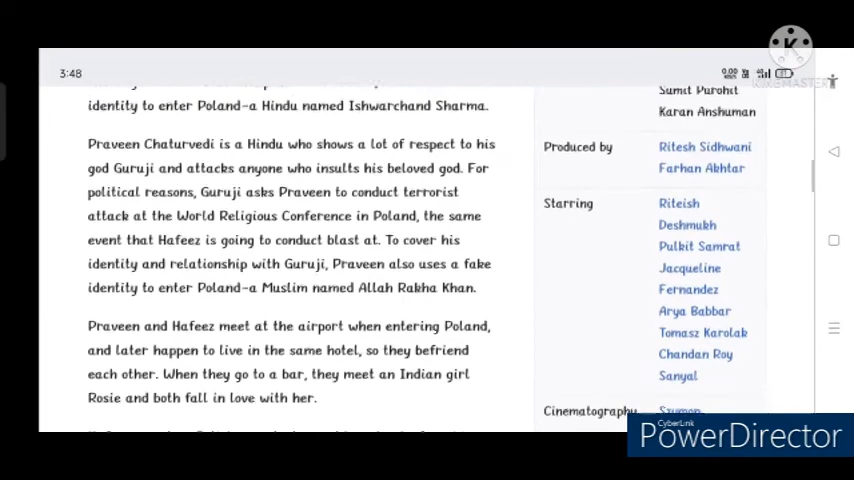 3:48
identity to enter Poland-a Hindu named Ishwarchand Sharma.
Praveen Chaturvedi is a Hindu who shows a lot of respect to his
god Guruji and attacks anyone who insults his beloved god. For
political reasons, Guruji asks Praveen to conduct terrorist
attack at the World Religious Conference in Poland, the same
event that Hafeez is going to conduct blast at. To cover his
identity and relationship with Guruji, Praveen also uses a fake
identity to enter Poland-a Muslim named Allah Rakha Khan.
Praveen and Hafeez meet at the airport when entering Poland,
and later happen to live in the same hotel, so they befriend
each other. When they go to a bar, they meet an Indian girl
Rosie and both fall in love with her.
Sumit Purohit
Karan Anshuman
Produced by
Ritesh Sidhwani
Farhan Akhtar
Starring
Riteish
Deshmukh
Pulkit Samrat
Jacqueline
Fernandez
Arya Babbar
Tomasz Karolak
Chandan Roy
Sanyal
Cinematography
Szymon
K
KINEMASTER
CyberLink
PowerDirector